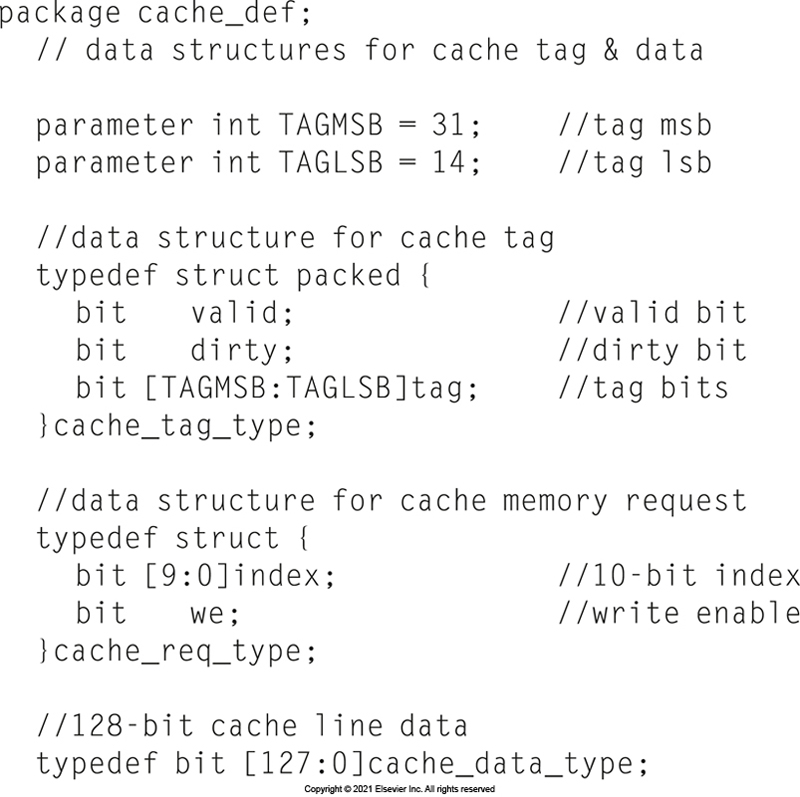 package cache_def;
// data structures for cache tag & data
parameter int TAGMSB = 31; //tag msb
parameter int TAGLSB = 14; //tag lsb
//data structure for cache tag
typedef struct packed {
bit valid; //valid bit
bit dirty; //dirty bit
bit [TAGMSB:TAGLSB]tag; //tag bits
}cache_tag_type;
//data structure for cache memory request
typedef struct {
bit [9:0]index; //10-bit index
bit we; //write enable
}cache_req_type;
//128-bit cache line data
typedef bit [127:0]cache_data_type;
Copyright © 2021 Elsevier Inc. All rights reserved